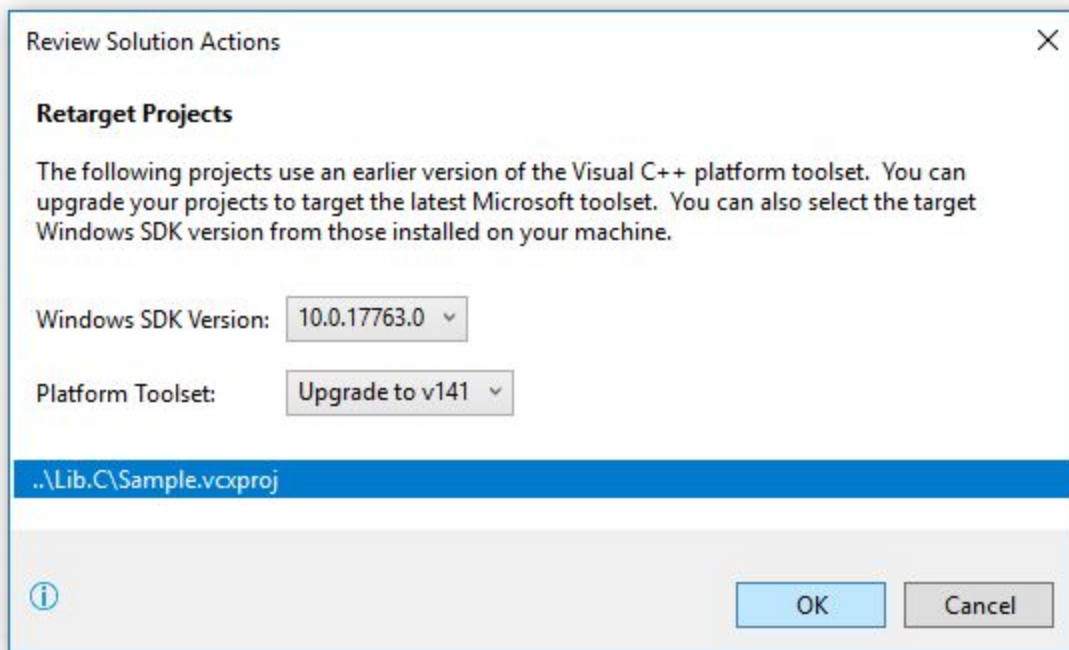 Review Solution Actions
Retarget Projects
The following projects use an earlier version of the Visual C++ platform toolset. You can
upgrade your projects to target the latest Microsoft toolset. You can also select the target
Windows SDK version from those installed on your machine.
Windows SDK Version: 10.0.17763.0
Platform Toolset: Upgrade to v141
..\Lib.C\Sample.vcxproj
OK Cancel